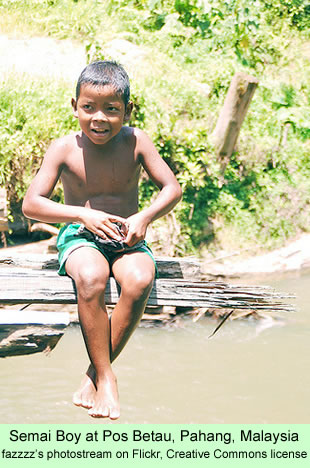 Semai Boy at Pos Betau, Pahang, Malaysia
fazzzz's photostream on Flickr, Creative Commons license